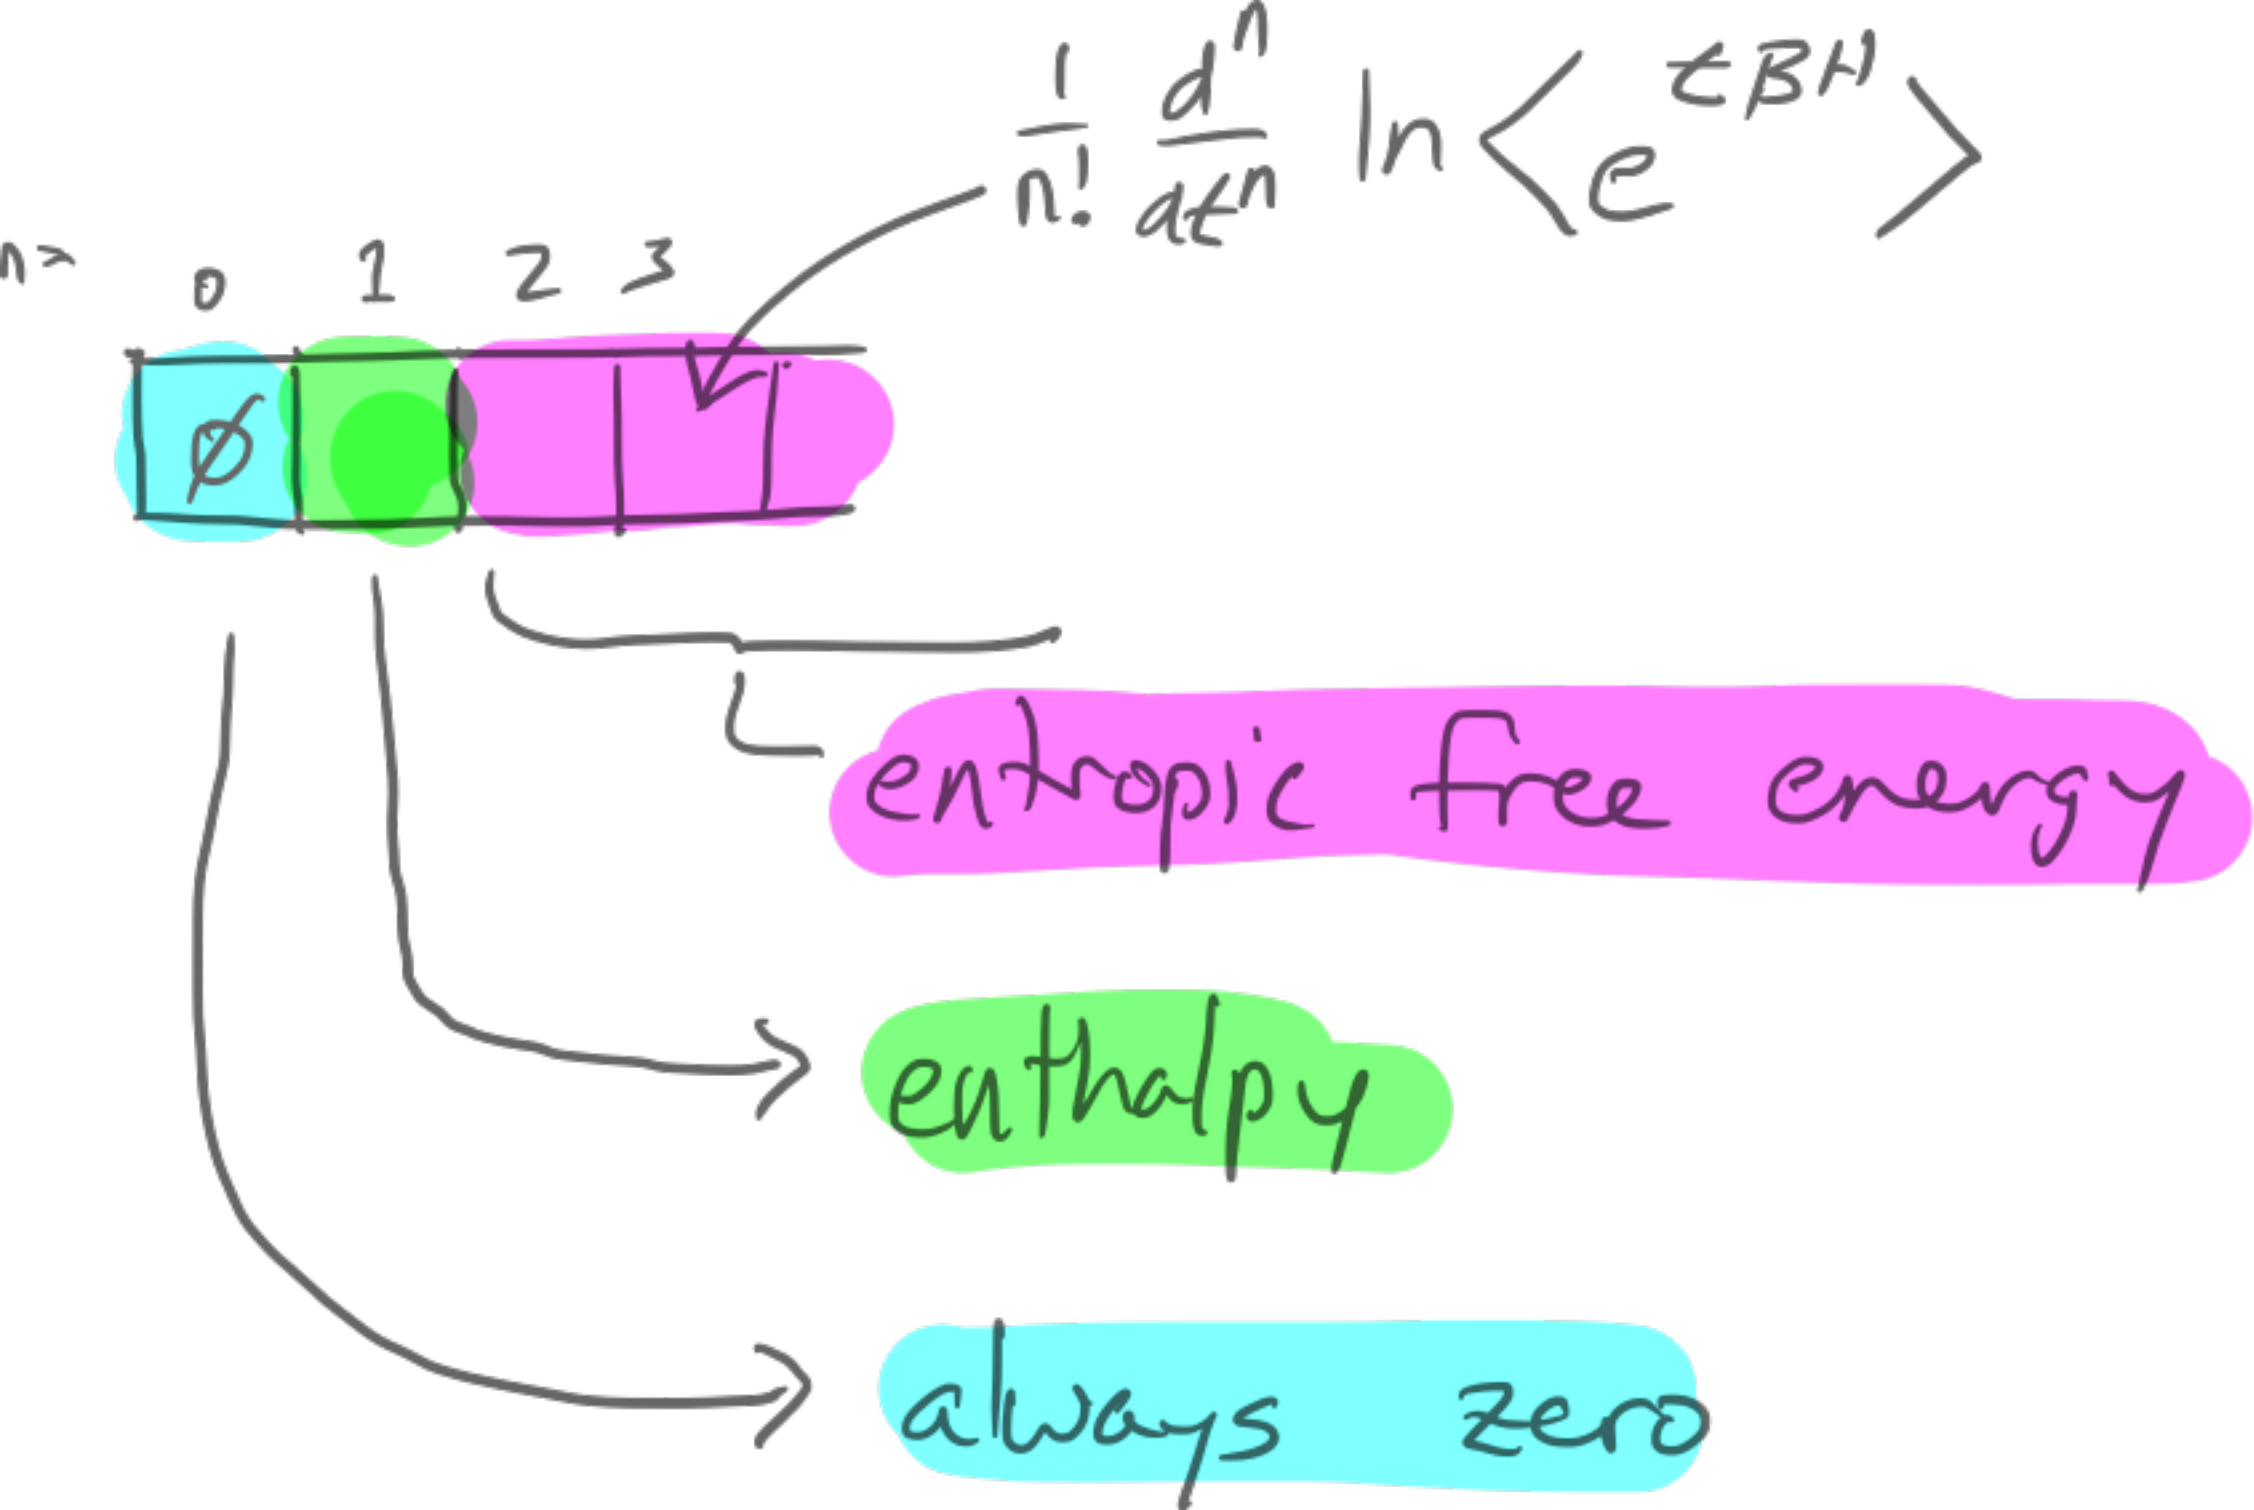 1/n! d^n/dt^n ln <e^{tβH}>
n= 0 1 2 3
∅
entropic free energy
enthalpy
always zero